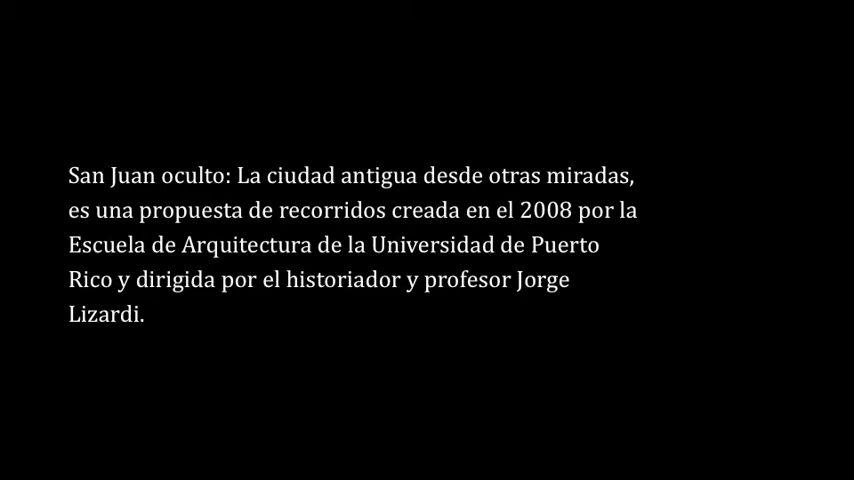 San Juan oculto: La ciudad antigua desde otras miradas,
es una propuesta de recorridos creada en el 2008 por la
Escuela de Arquitectura de la Universidad de Puerto
Rico y dirigida por el historiador y profesor Jorge
Lizardi.